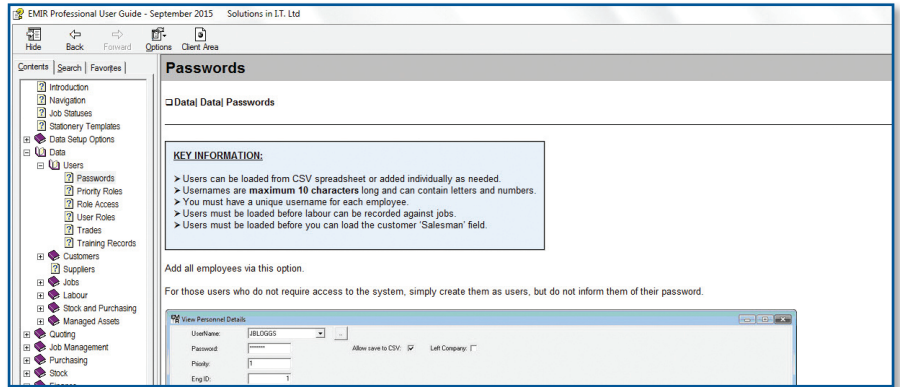 EMIR Professional User Guide - September 2015 Solutions in I.T. Ltd
Hide Back Forward Options Client Area
Contents Search Favorites
Passwords
Introduction
Navigation
Job Statuses
Stationery Templates
Data Setup Options
Data
Users
Passwords
Priority Roles
Role Access
User Roles
Trades
Training Records
Customers
Suppliers
Jobs
Labour
Stock and Purchasing
Managed Assets
Quoting
Job Management
Purchasing
Stock
Finance
Data| Data| Passwords
KEY INFORMATION:
➢ Users can be loaded from CSV spreadsheet or added individually as needed.
➢ Usernames are maximum 10 characters long and can contain letters and numbers.
➢ You must have a unique username for each employee.
➢ Users must be loaded before labour can be recorded against jobs.
➢ Users must be loaded before you can load the customer 'Salesman' field.
Add all employees via this option.
For those users who do not require access to the system, simply create them as users, but do not inform them of their password.
View Personnel Details
UserName: JBLOGGS ...
Password: ******* Allow save to CSV: Left Company:
Priority: 1
Eng ID: 1